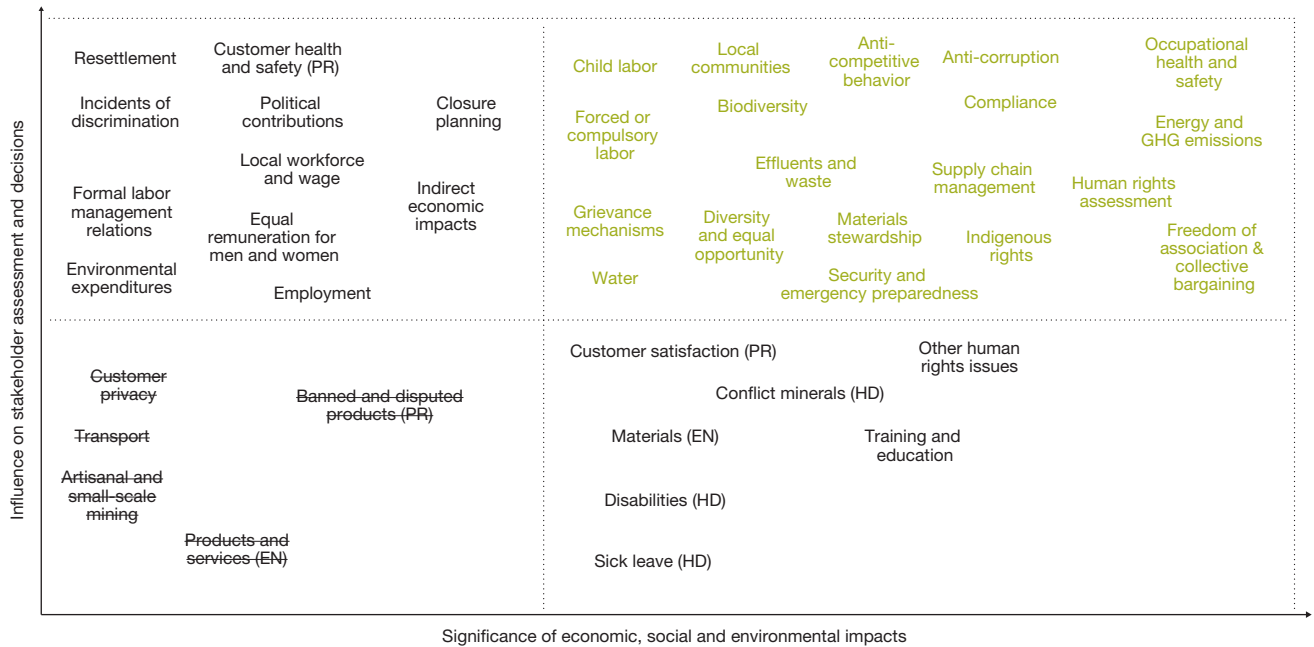 Influence on stakeholder assessment and decisions
Resettlement
Customer health
and safety (PR)
Incidents of
discrimination
Political
contributions
Closure
planning
Local workforce
and wage
Formal labor
management
relations
Indirect
economic
impacts
Equal
remuneration for
men and women
Environmental
expenditures
Employment
Child labor
Local
communities
Anti-
competitive
behavior
Anti-corruption
Occupational
health and
safety
Biodiversity
Compliance
Forced or
compulsory
labor
Energy and
GHG emissions
Effluents and
waste
Supply chain
management
Human rights
assessment
Grievance
mechanisms
Diversity
and equal
opportunity
Materials
stewardship
Indigenous
rights
Freedom of
association &
collective
bargaining
Water
Security and
emergency preparedness
Customer
privacy
Banned and disputed
products (PR)
Transport
Artisanal and
small-scale
mining
Products and
services (EN)
Customer satisfaction (PR)
Other human
rights issues
Conflict minerals (HD)
Materials (EN)
Training and
education
Disabilities (HD)
Sick leave (HD)
Significance of economic, social and environmental impacts